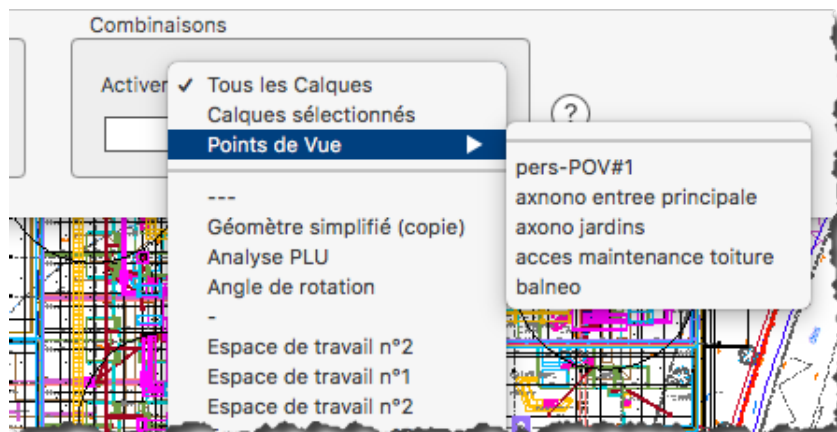 Combinaisons
Activer
✓ Tous les Calques
Calques sélectionnés
Points de Vue ▶
---
Géomètre simplifié (copie)
Analyse PLU
Angle de rotation
-
Espace de travail n°2
Espace de travail n°1
Espace de travail n°2
?
pers-POV#1
axnono entree principale
axono jardins
acces maintenance toiture
balneo